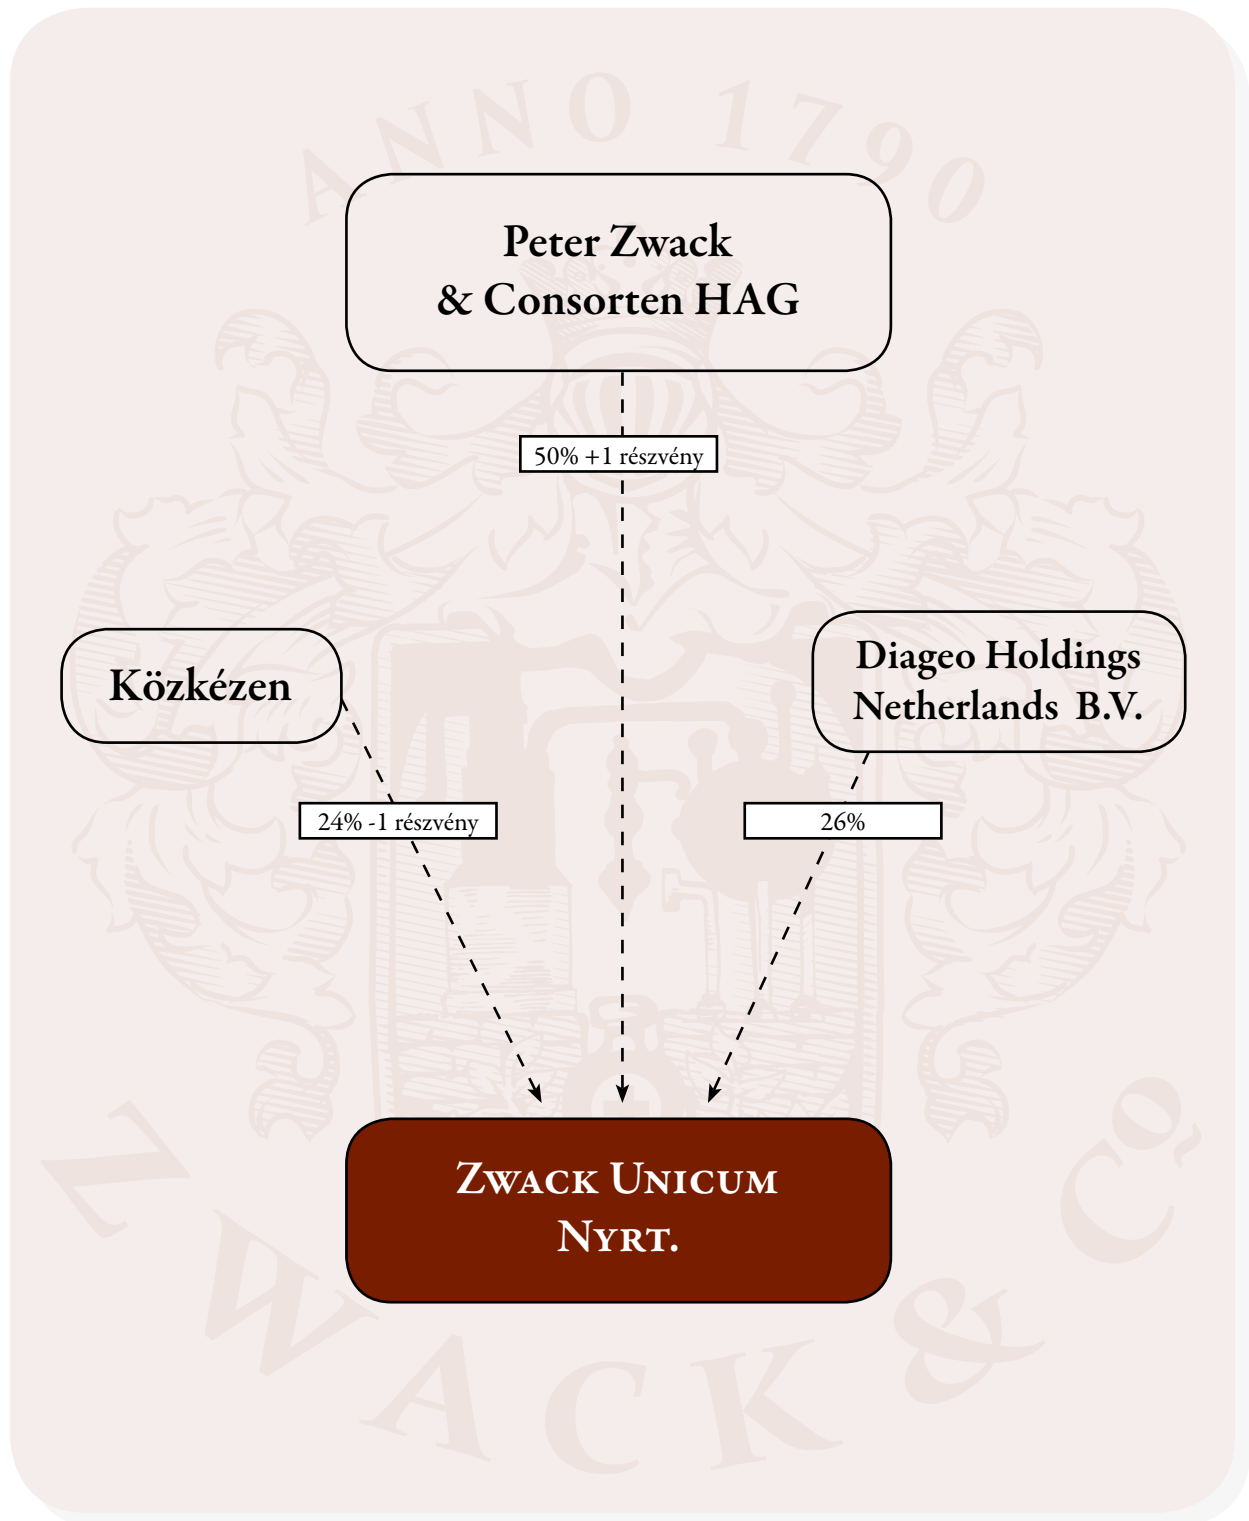 ANNO 1790
Peter Zwack
& Consorten HAG
50% +1 részvény
Közkézen
Diageo Holdings
Netherlands B.V.
24% -1 részvény
26%
ZWACK UNICUM
NYRT.
ZWACK & Co